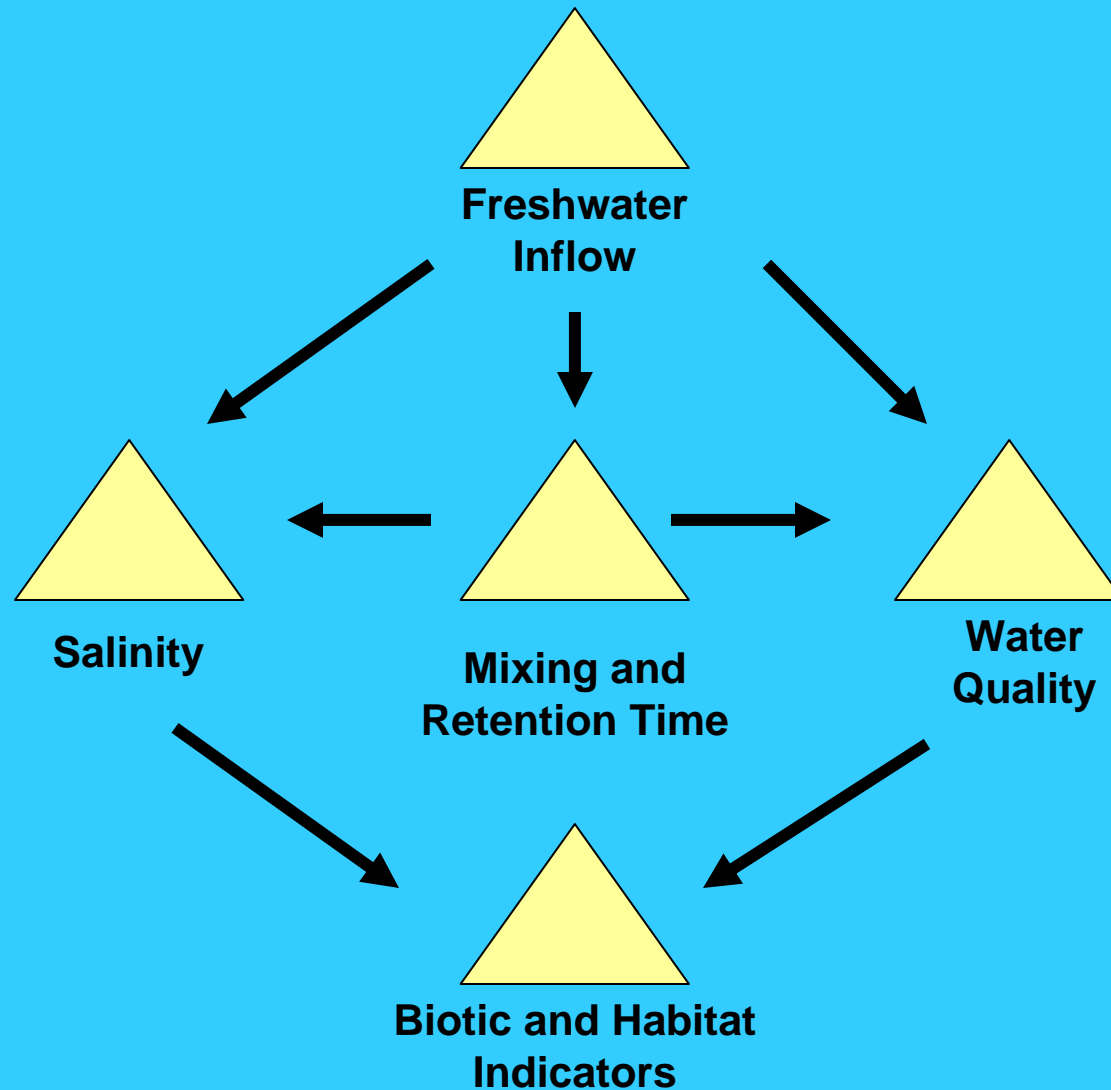 Freshwater
Inflow
Salinity
Mixing and
Retention Time
Water
Quality
Biotic and Habitat
Indicators